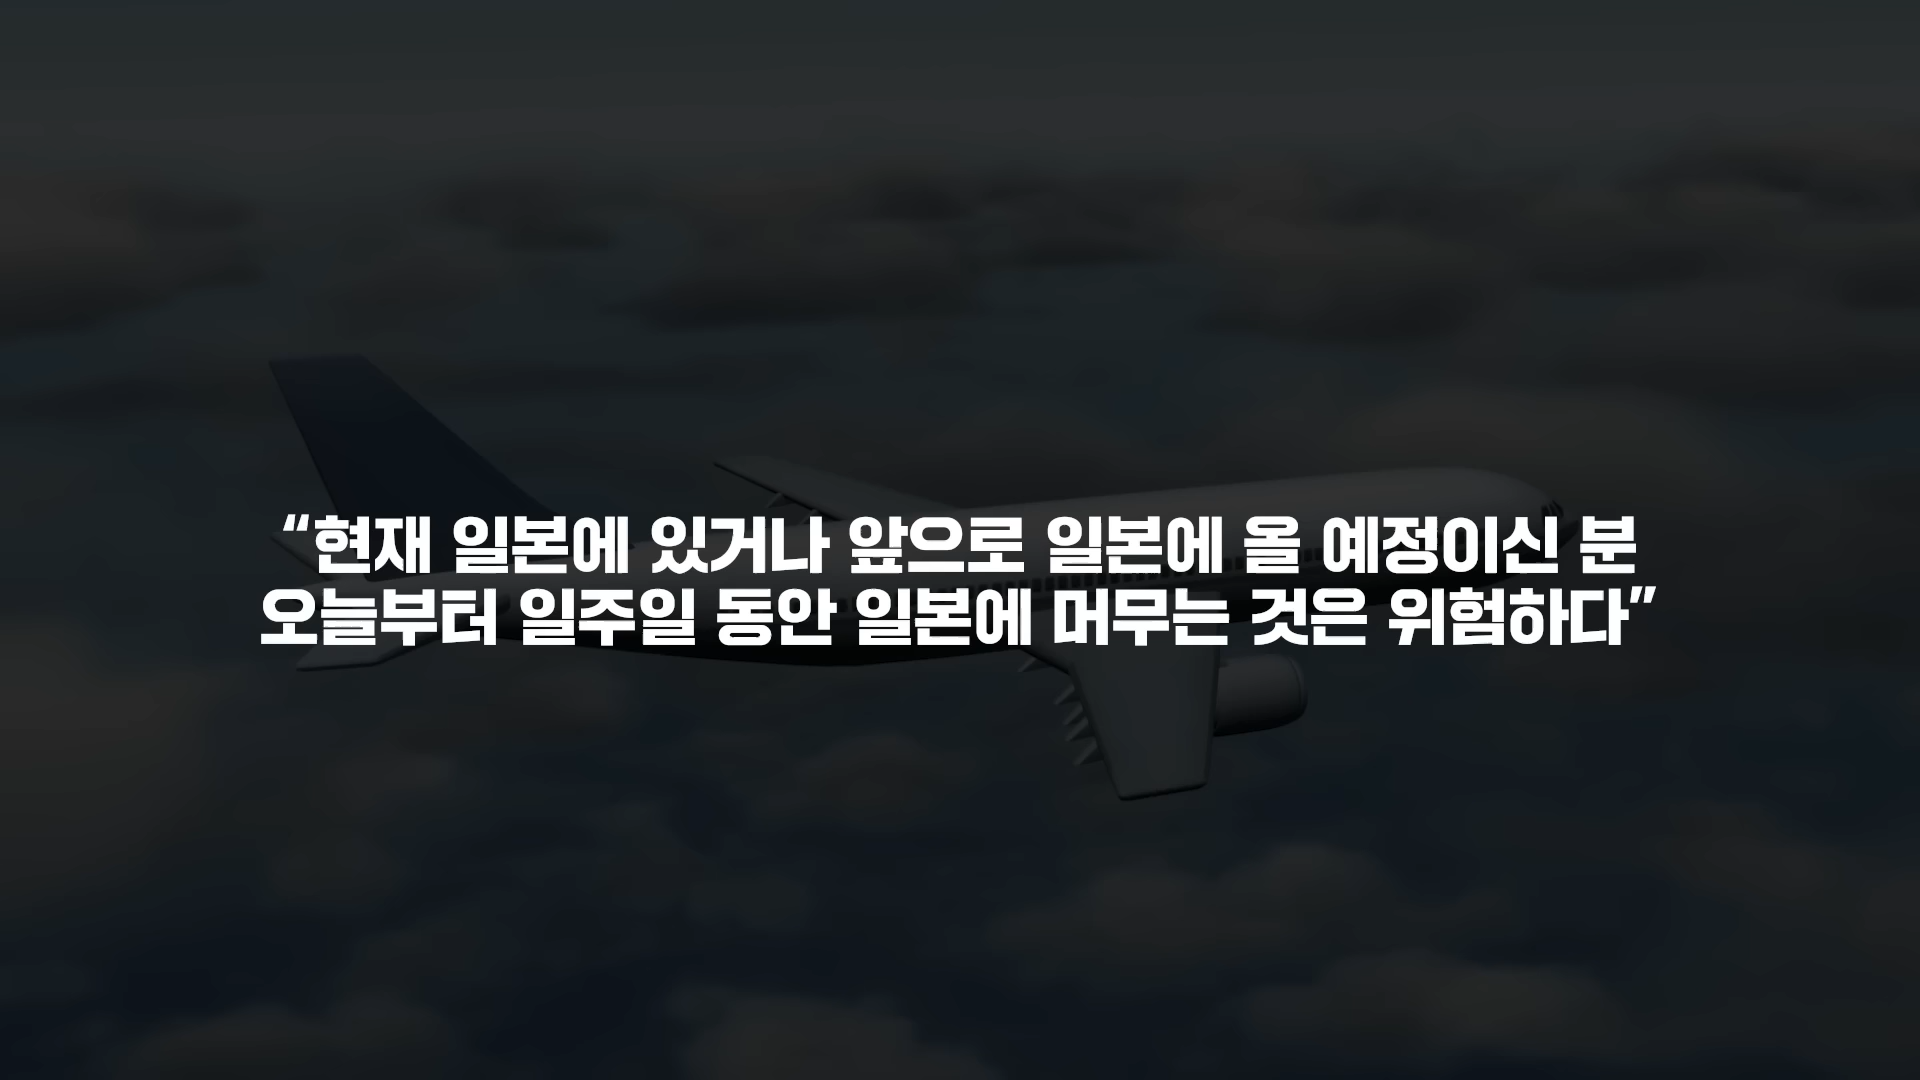 “현재 일본에 있거나 앞으로 일본에 올 예정이신 분
오늘부터 일주일 동안 일본에 머무는 것은 위험하다”